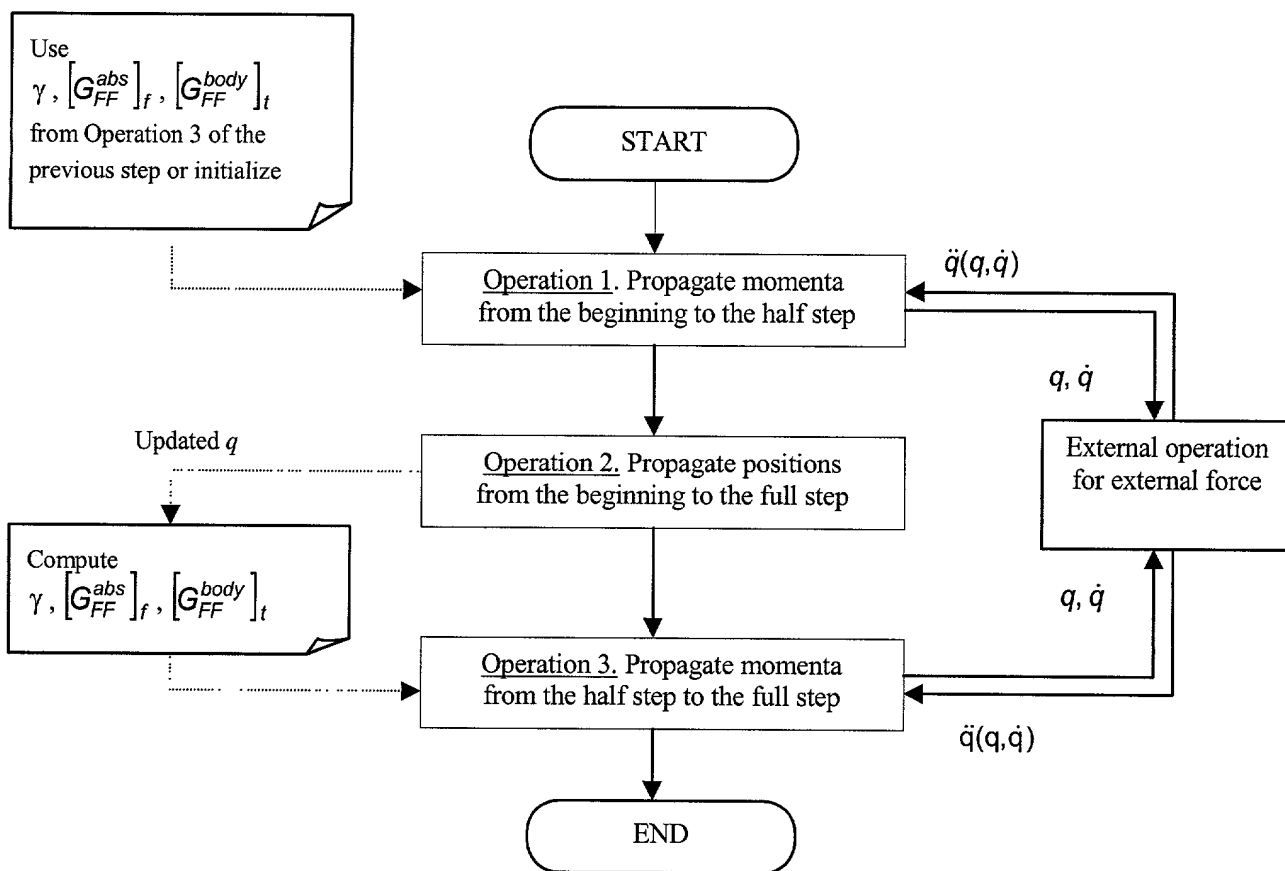 Use
γ , [G_FF^abs]_f , [G_FF^body]_t
from Operation 3 of the
previous step or initialize
START
Operation 1. Propagate momenta
from the beginning to the half step
q̈(q,q̇)
q, q̇
External operation
for external force
Updated q
Operation 2. Propagate positions
from the beginning to the full step
Compute
γ , [G_FF^abs]_f , [G_FF^body]_t
q, q̇
Operation 3. Propagate momenta
from the half step to the full step
q̈(q,q̇)
END